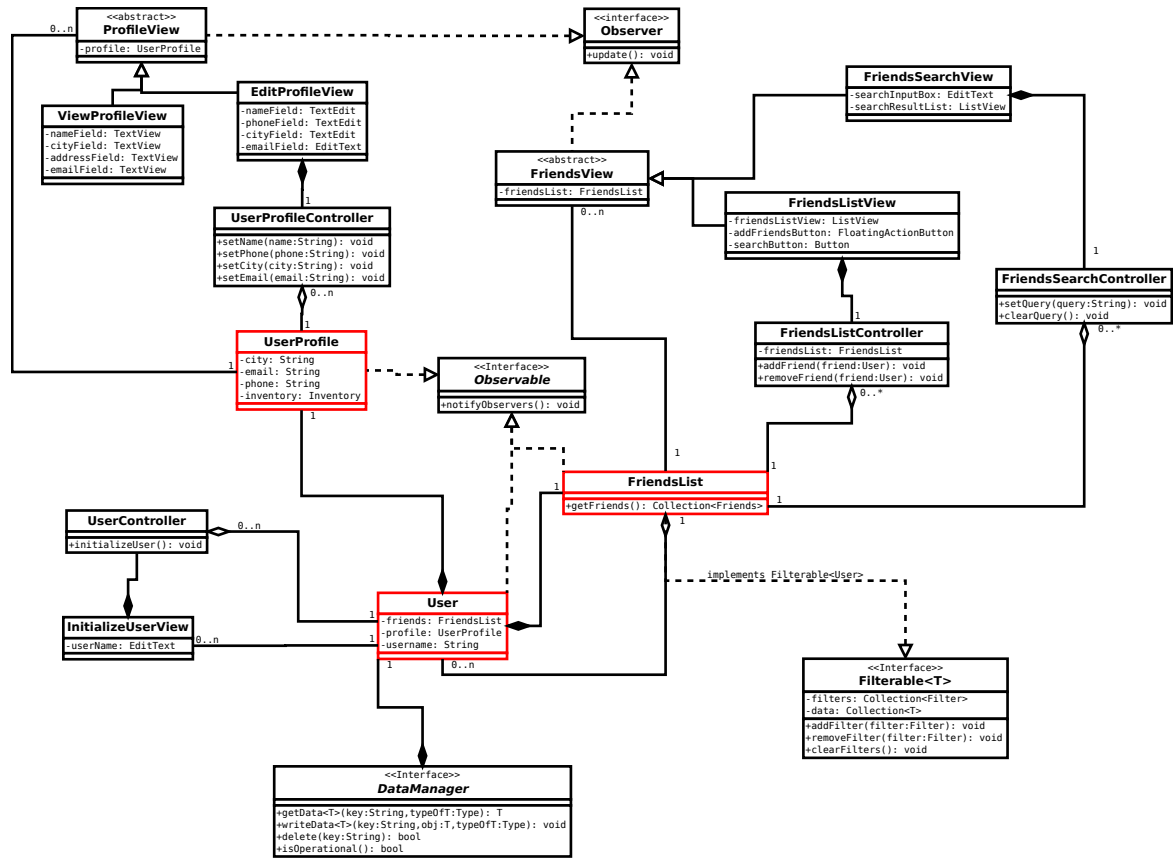 <<abstract>>
ProfileView
-profile: UserProfile
0..n
<<interface>>
Observer
+update(): void
FriendsSearchView
-searchInputBox: EditText
-searchResultList: ListView
1
EditProfileView
-nameField: TextEdit
-phoneField: TextEdit
-cityField: TextEdit
-emailField: EditText
ViewProfileView
-nameField: TextView
-cityField: TextView
-addressField: TextView
-emailField: TextView
1
<<abstract>>
FriendsView
-friendsList: FriendsList
0..n
FriendsListView
-friendsListView: ListView
-addFriendsButton: FloatingActionButton
-searchButton: Button
1
UserProfileController
+setName(name:String): void
+setPhone(phone:String): void
+setCity(city:String): void
+setEmail(email:String): void
0..n
1
FriendsSearchController
+setQuery(query:String): void
+clearQuery(): void
0..*
FriendsListController
-friendsList: FriendsList
+addFriend(friend:User): void
+removeFriend(friend:User): void
0..*
1
UserProfile
-city: String
-email: String
-phone: String
-inventory: Inventory
1
<<Interface>>
Observable
+notifyObservers(): void
1
1
1
1
FriendsList
+getFriends(): Collection<Friends>
1
UserController
+initializeUser(): void
0..n
implements Filterable<User>
1
User
-friends: FriendsList
-profile: UserProfile
-username: String
1
0..n
1
InitializeUserView
-userName: EditText
0..n
<<Interface>>
Filterable<T>
-filters: Collection<Filter>
-data: Collection<T>
+addFilter(filter:Filter): void
+removeFilter(filter:Filter): void
+clearFilters(): void
<<Interface>>
DataManager
+getData<T>(key:String,typeOfT:Type): T
+writeData<T>(key:String,obj:T,typeOfT:Type): void
+delete(key:String): bool
+isOperational(): bool